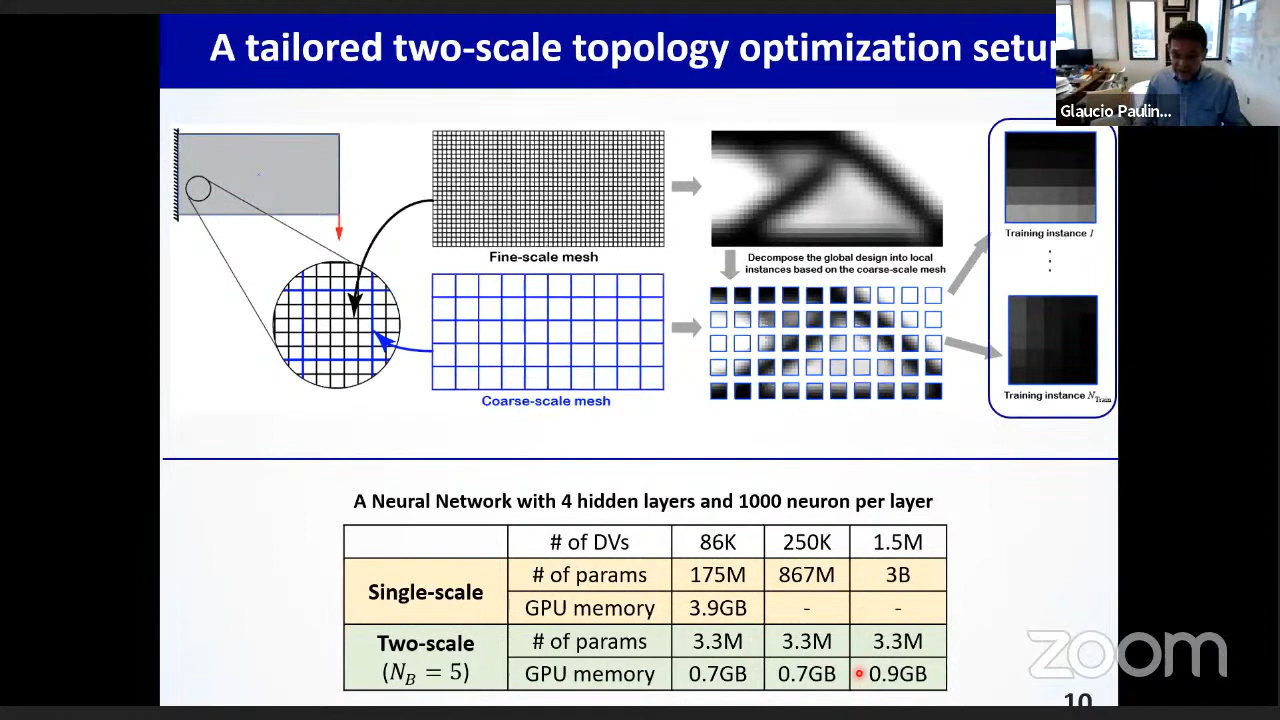 A tailored two-scale topology optimization setup
Glaucio Paulin...
Fine-scale mesh
Coarse-scale mesh
Decompose the global design into local
instances based on the coarse-scale mesh
Training instance 1
Training instance N_Train
A Neural Network with 4 hidden layers and 1000 neuron per layer
# of DVs 86K 250K 1.5M
Single-scale # of params 175M 867M 3B
GPU memory 3.9GB - -
Two-scale # of params 3.3M 3.3M 3.3M
(N_B = 5) GPU memory 0.7GB 0.7GB 0.9GB
zoom
10